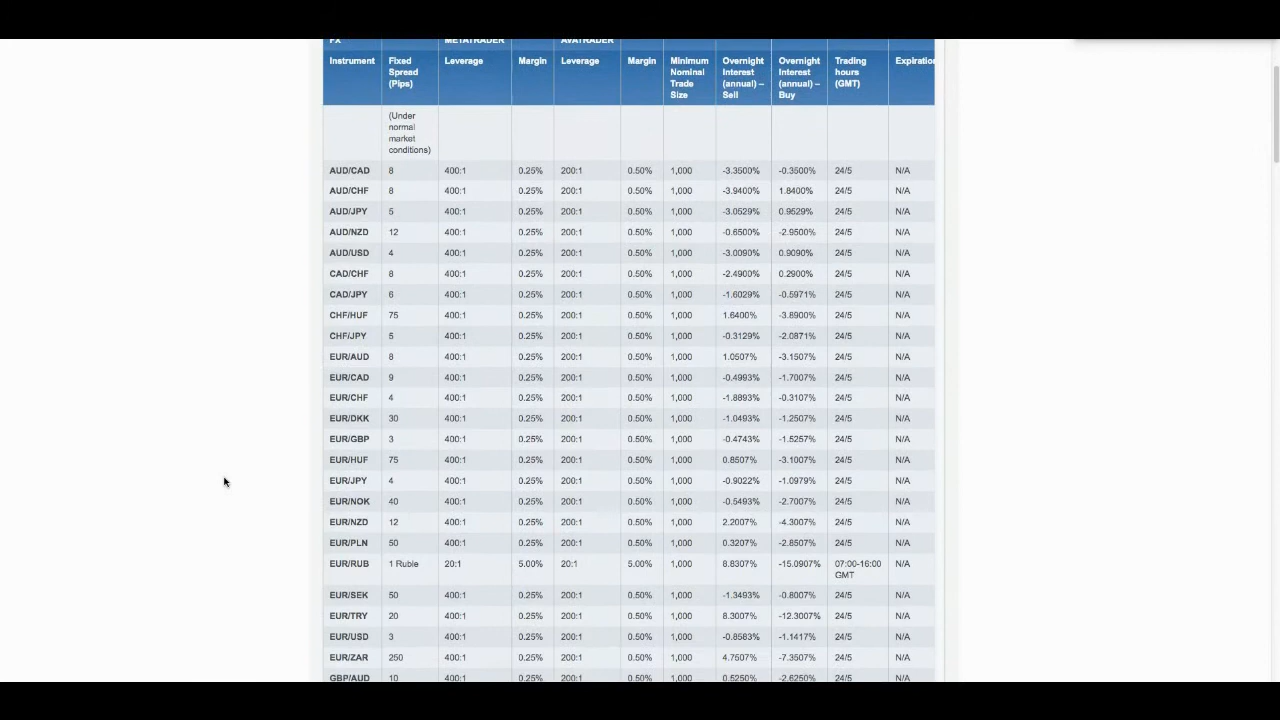 FX METATRADER AVATRADER
Instrument Fixed Spread (Pips) Leverage Margin Leverage Margin Minimum Nominal Trade Size Overnight Interest (annual) – Sell Overnight Interest (annual) – Buy Trading hours (GMT) Expiration
(Under normal market conditions)
AUD/CAD 8 400:1 0.25% 200:1 0.50% 1,000 -3.3500% -0.3500% 24/5 N/A
AUD/CHF 8 400:1 0.25% 200:1 0.50% 1,000 -3.9400% 1.8400% 24/5 N/A
AUD/JPY 5 400:1 0.25% 200:1 0.50% 1,000 -3.0529% 0.9529% 24/5 N/A
AUD/NZD 12 400:1 0.25% 200:1 0.50% 1,000 -0.6500% -2.9500% 24/5 N/A
AUD/USD 4 400:1 0.25% 200:1 0.50% 1,000 -3.0090% 0.9090% 24/5 N/A
CAD/CHF 8 400:1 0.25% 200:1 0.50% 1,000 -2.4900% 0.2900% 24/5 N/A
CAD/JPY 6 400:1 0.25% 200:1 0.50% 1,000 -1.6029% -0.5971% 24/5 N/A
CHF/HUF 75 400:1 0.25% 200:1 0.50% 1,000 1.6400% -3.8900% 24/5 N/A
CHF/JPY 5 400:1 0.25% 200:1 0.50% 1,000 -0.3129% -2.0871% 24/5 N/A
EUR/AUD 8 400:1 0.25% 200:1 0.50% 1,000 1.0507% -3.1507% 24/5 N/A
EUR/CAD 9 400:1 0.25% 200:1 0.50% 1,000 -0.4993% -1.7007% 24/5 N/A
EUR/CHF 4 400:1 0.25% 200:1 0.50% 1,000 -1.8893% -0.3107% 24/5 N/A
EUR/DKK 30 400:1 0.25% 200:1 0.50% 1,000 -1.0493% -1.2507% 24/5 N/A
EUR/GBP 3 400:1 0.25% 200:1 0.50% 1,000 -0.4743% -1.5257% 24/5 N/A
EUR/HUF 75 400:1 0.25% 200:1 0.50% 1,000 0.8507% -3.1007% 24/5 N/A
EUR/JPY 4 400:1 0.25% 200:1 0.50% 1,000 -0.9022% -1.0979% 24/5 N/A
EUR/NOK 40 400:1 0.25% 200:1 0.50% 1,000 -0.5493% -2.7007% 24/5 N/A
EUR/NZD 12 400:1 0.25% 200:1 0.50% 1,000 2.2007% -4.3007% 24/5 N/A
EUR/PLN 50 400:1 0.25% 200:1 0.50% 1,000 0.3207% -2.8507% 24/5 N/A
EUR/RUB 1 Ruble 20:1 5.00% 20:1 5.00% 1,000 8.8307% -15.0907% 07:00-16:00 GMT N/A
EUR/SEK 50 400:1 0.25% 200:1 0.50% 1,000 -1.3493% -0.8007% 24/5 N/A
EUR/TRY 20 400:1 0.25% 200:1 0.50% 1,000 8.3007% -12.3007% 24/5 N/A
EUR/USD 3 400:1 0.25% 200:1 0.50% 1,000 -0.8583% -1.1417% 24/5 N/A
EUR/ZAR 250 400:1 0.25% 200:1 0.50% 1,000 4.7507% -7.3507% 24/5 N/A
GBP/AUD 10 400:1 0.25% 200:1 0.50% 1,000 0.5250% -2.6250% 24/5 N/A